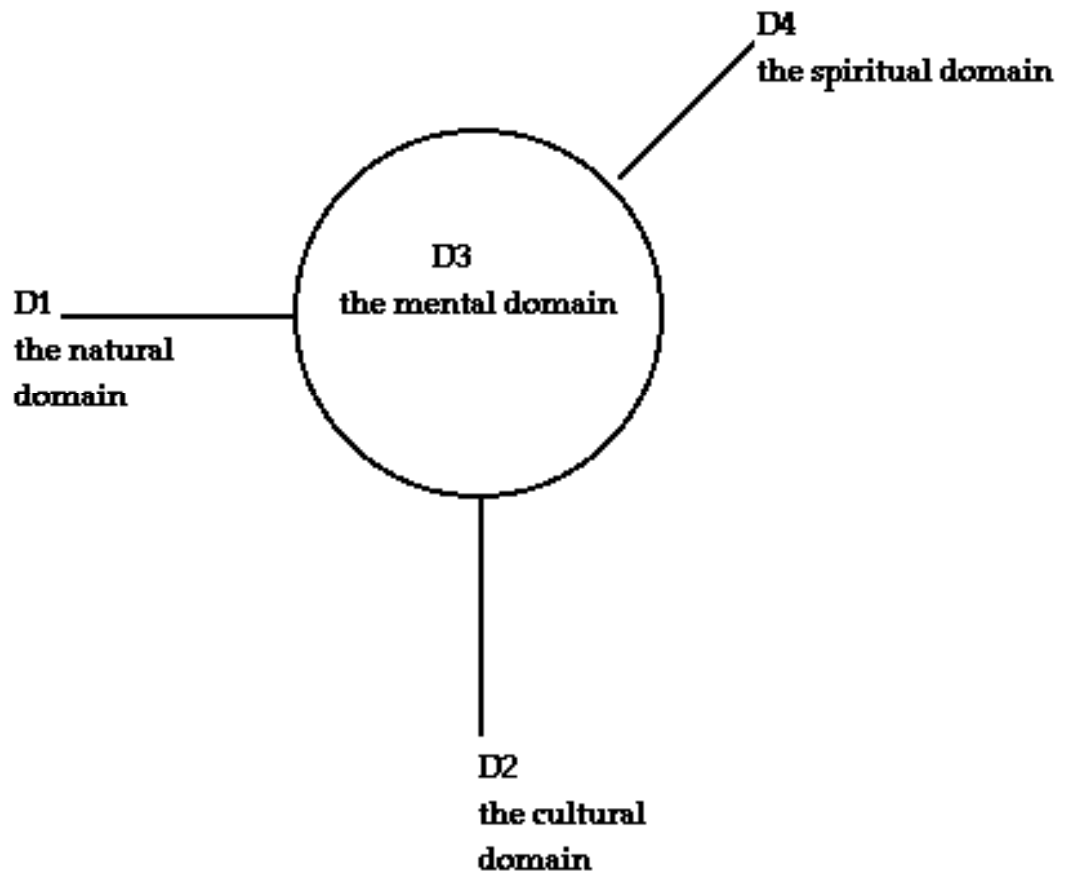 D4
the spiritual domain
D3
the mental domain
D1
the natural
domain
D2
the cultural
domain